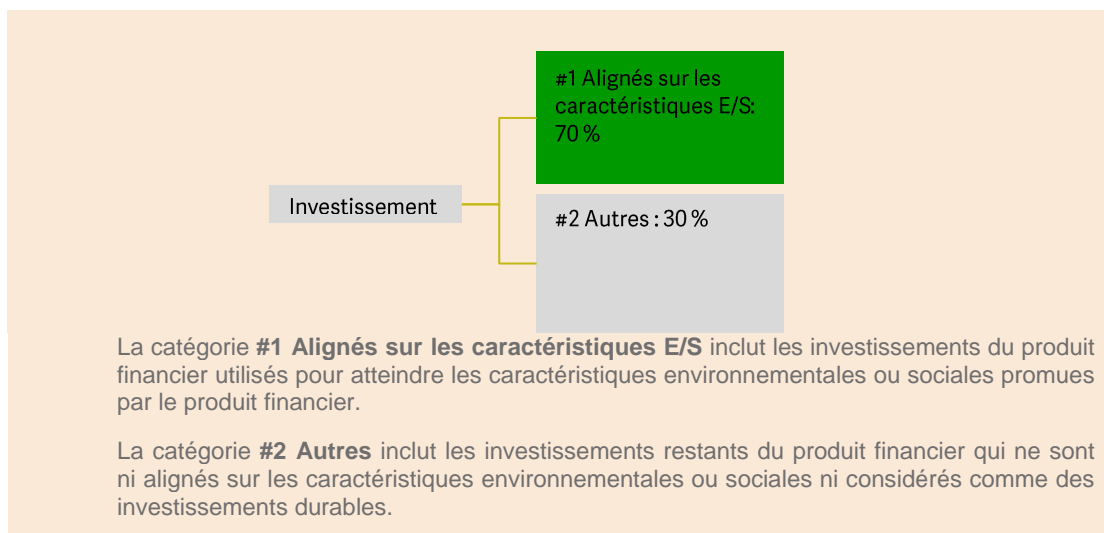 #1 Alignés sur les
caractéristiques E/S:
70 %
Investissement
#2 Autres : 30 %
La catégorie #1 Alignés sur les caractéristiques E/S inclut les investissements du produit
financier utilisés pour atteindre les caractéristiques environnementales ou sociales promues
par le produit financier.
La catégorie #2 Autres inclut les investissements restants du produit financier qui ne sont
ni alignés sur les caractéristiques environnementales ou sociales ni considérés comme des
investissements durables.